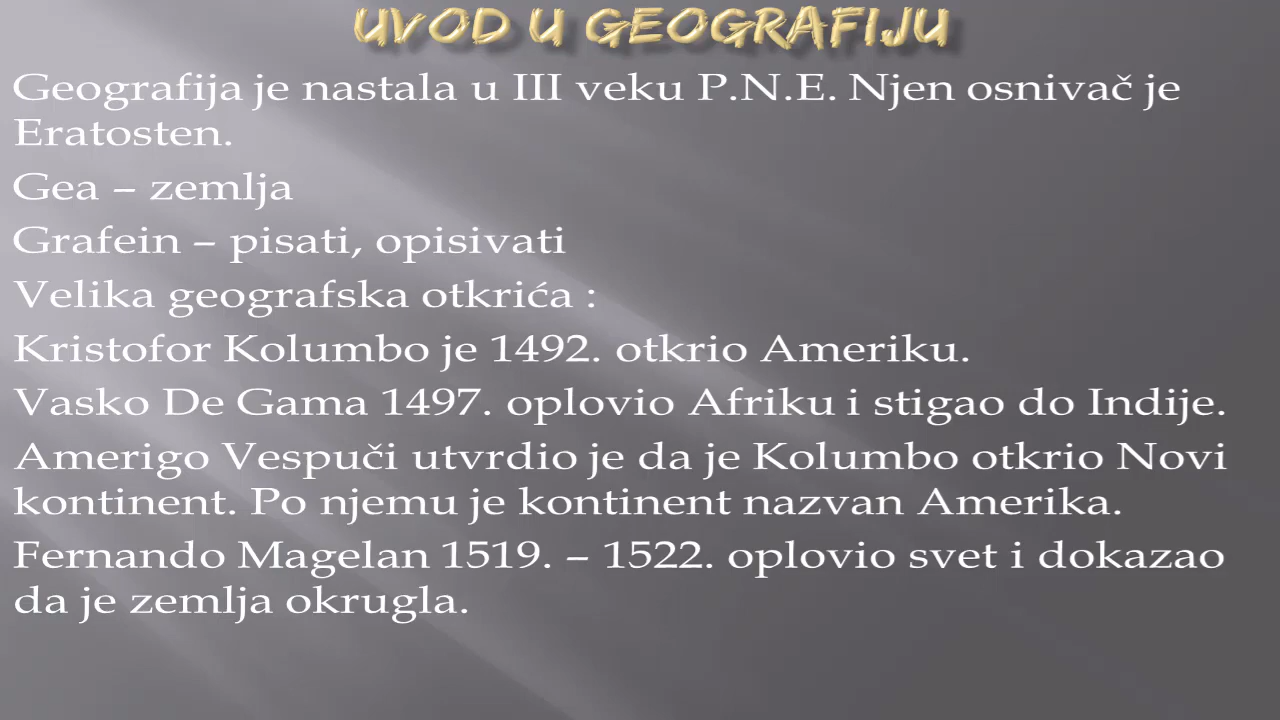 UVOD U GEOGRAFIJU
Geografija je nastala u III veku P.N.E. Njen osnivač je
Eratosten.
Gea – zemlja
Grafein – pisati, opisivati
Velika geografska otkrića :
Kristofor Kolumbo je 1492. otkrio Ameriku.
Vasko De Gama 1497. oplovio Afriku i stigao do Indije.
Amerigo Vespuči utvrdio je da je Kolumbo otkrio Novi
kontinent. Po njemu je kontinent nazvan Amerika.
Fernando Magelan 1519. – 1522. oplovio svet i dokazao
da je zemlja okrugla.